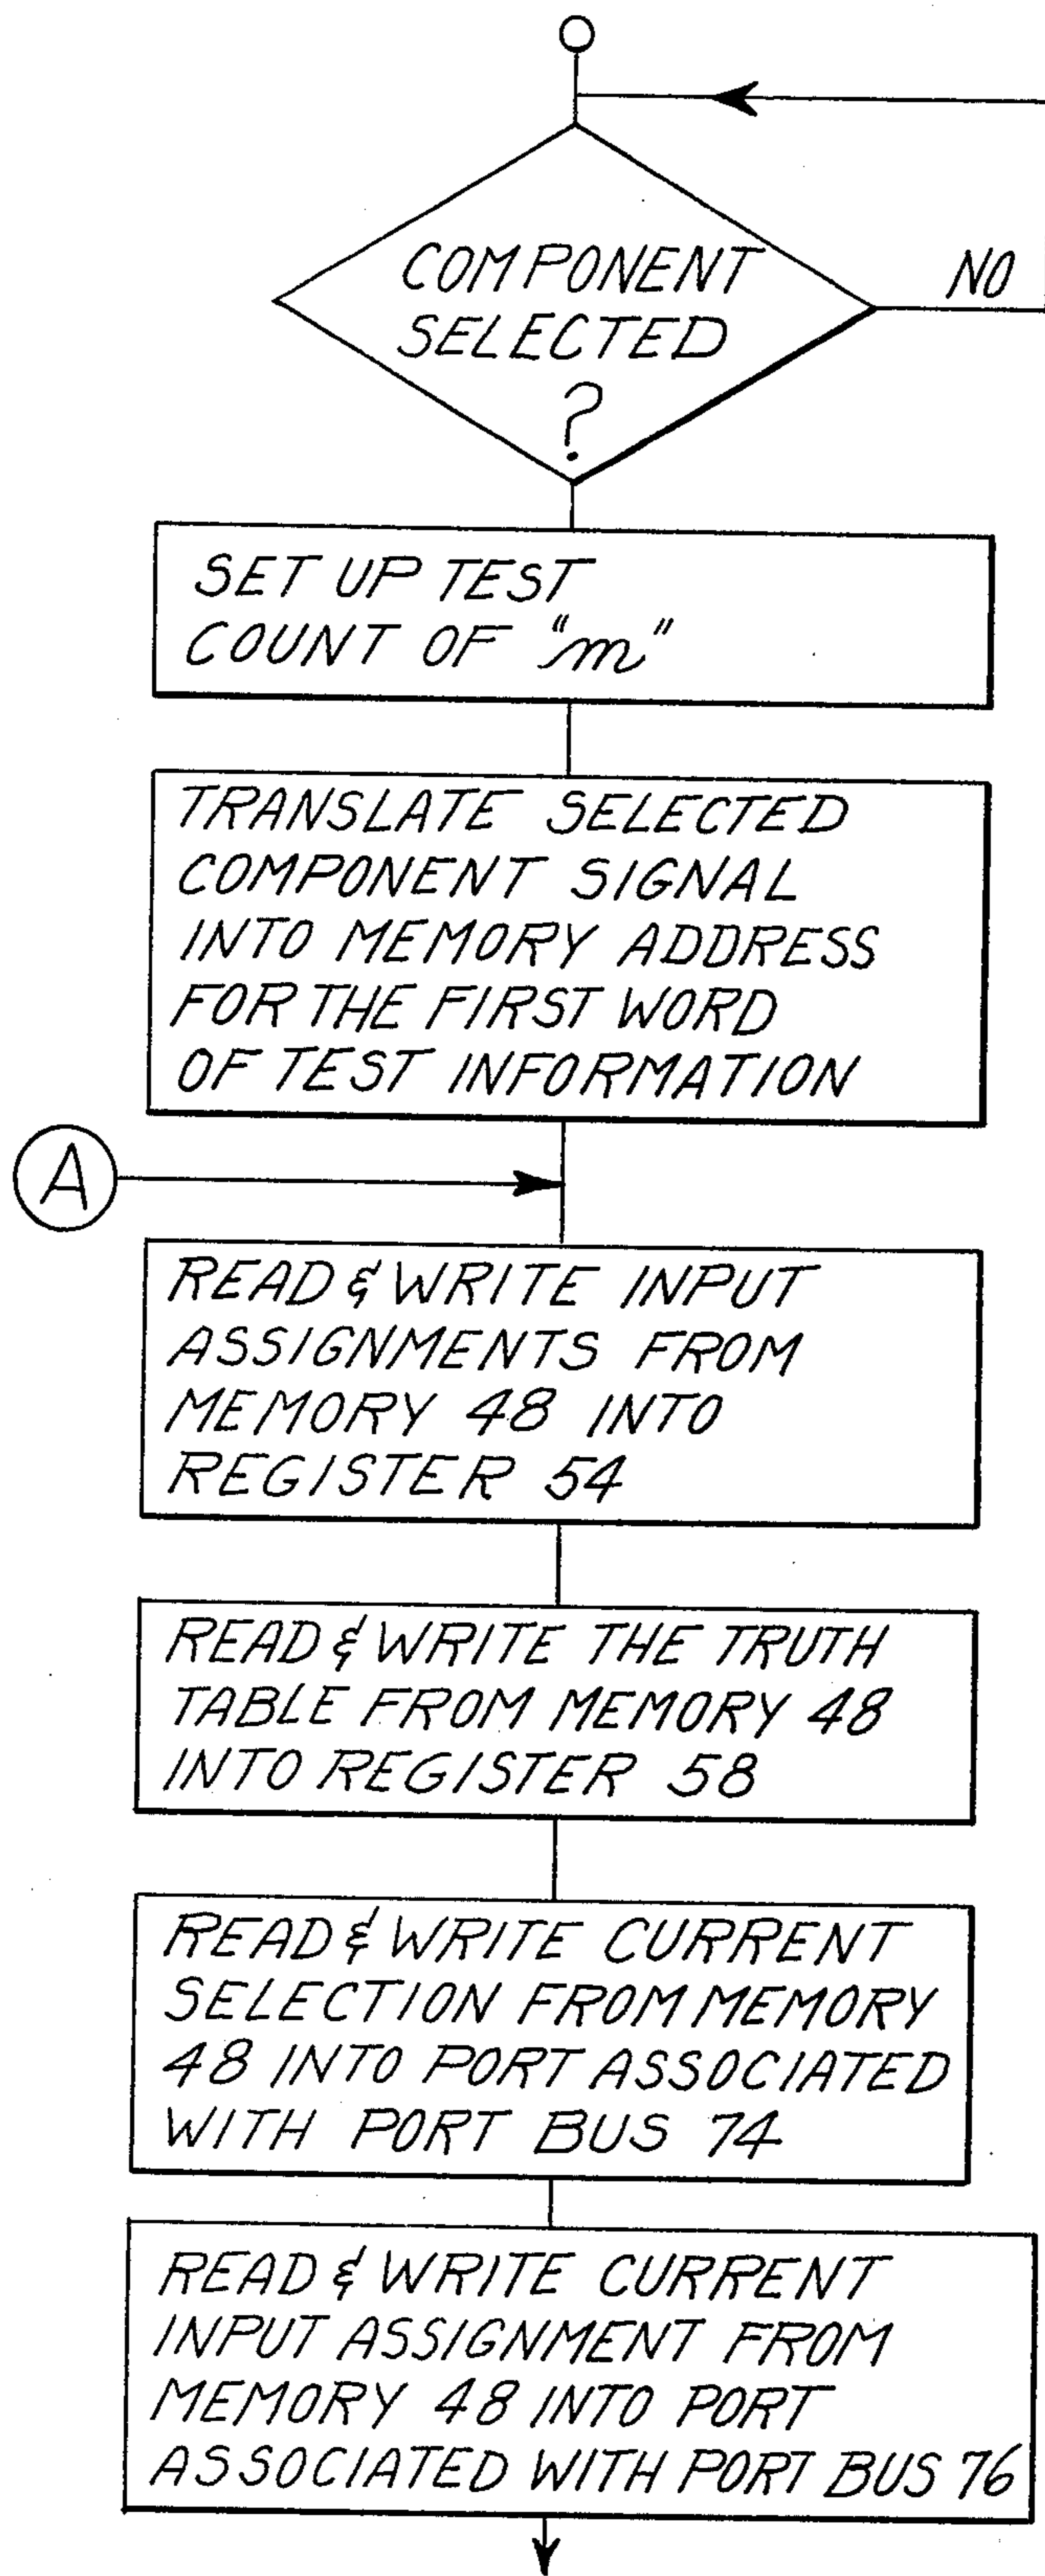 COMPONENT
SELECTED
?
NO
SET UP TEST
COUNT OF "m"
TRANSLATE SELECTED
COMPONENT SIGNAL
INTO MEMORY ADDRESS
FOR THE FIRST WORD
OF TEST INFORMATION
A
READ & WRITE INPUT
ASSIGNMENTS FROM
MEMORY 48 INTO
REGISTER 54
READ & WRITE THE TRUTH
TABLE FROM MEMORY 48
INTO REGISTER 58
READ & WRITE CURRENT
SELECTION FROM MEMORY
48 INTO PORT ASSOCIATED
WITH PORT BUS 74
READ & WRITE CURRENT
INPUT ASSIGNMENT FROM
MEMORY 48 INTO PORT
ASSOCIATED WITH PORT BUS 76